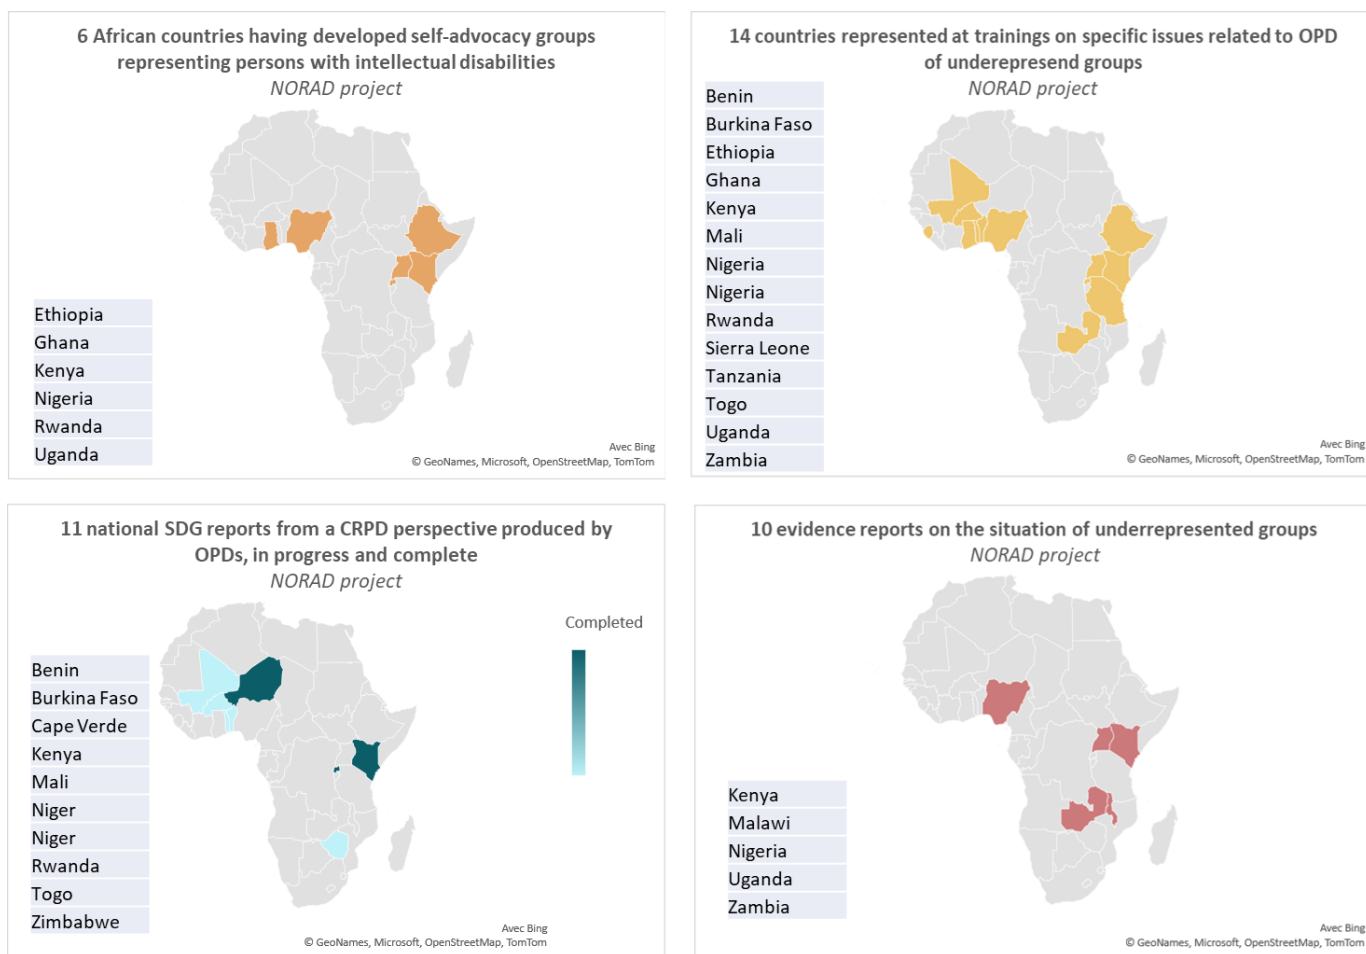 6 African countries having developed self-advocacy groups
representing persons with intellectual disabilities
NORAD project
Ethiopia
Ghana
Kenya
Nigeria
Rwanda
Uganda
Avec Bing
© GeoNames, Microsoft, OpenStreetMap, TomTom
14 countries represented at trainings on specific issues related to OPD
of underepresend groups
NORAD project
Benin
Burkina Faso
Ethiopia
Ghana
Kenya
Mali
Nigeria
Nigeria
Rwanda
Sierra Leone
Tanzania
Togo
Uganda
Zambia
Avec Bing
© GeoNames, Microsoft, OpenStreetMap, TomTom
11 national SDG reports from a CRPD perspective produced by
OPDs, in progress and complete
NORAD project
Completed
Benin
Burkina Faso
Cape Verde
Kenya
Mali
Niger
Niger
Rwanda
Togo
Zimbabwe
Avec Bing
© GeoNames, Microsoft, OpenStreetMap, TomTom
10 evidence reports on the situation of underrepresented groups
NORAD project
Kenya
Malawi
Nigeria
Uganda
Zambia
Avec Bing
© GeoNames, Microsoft, OpenStreetMap, TomTom